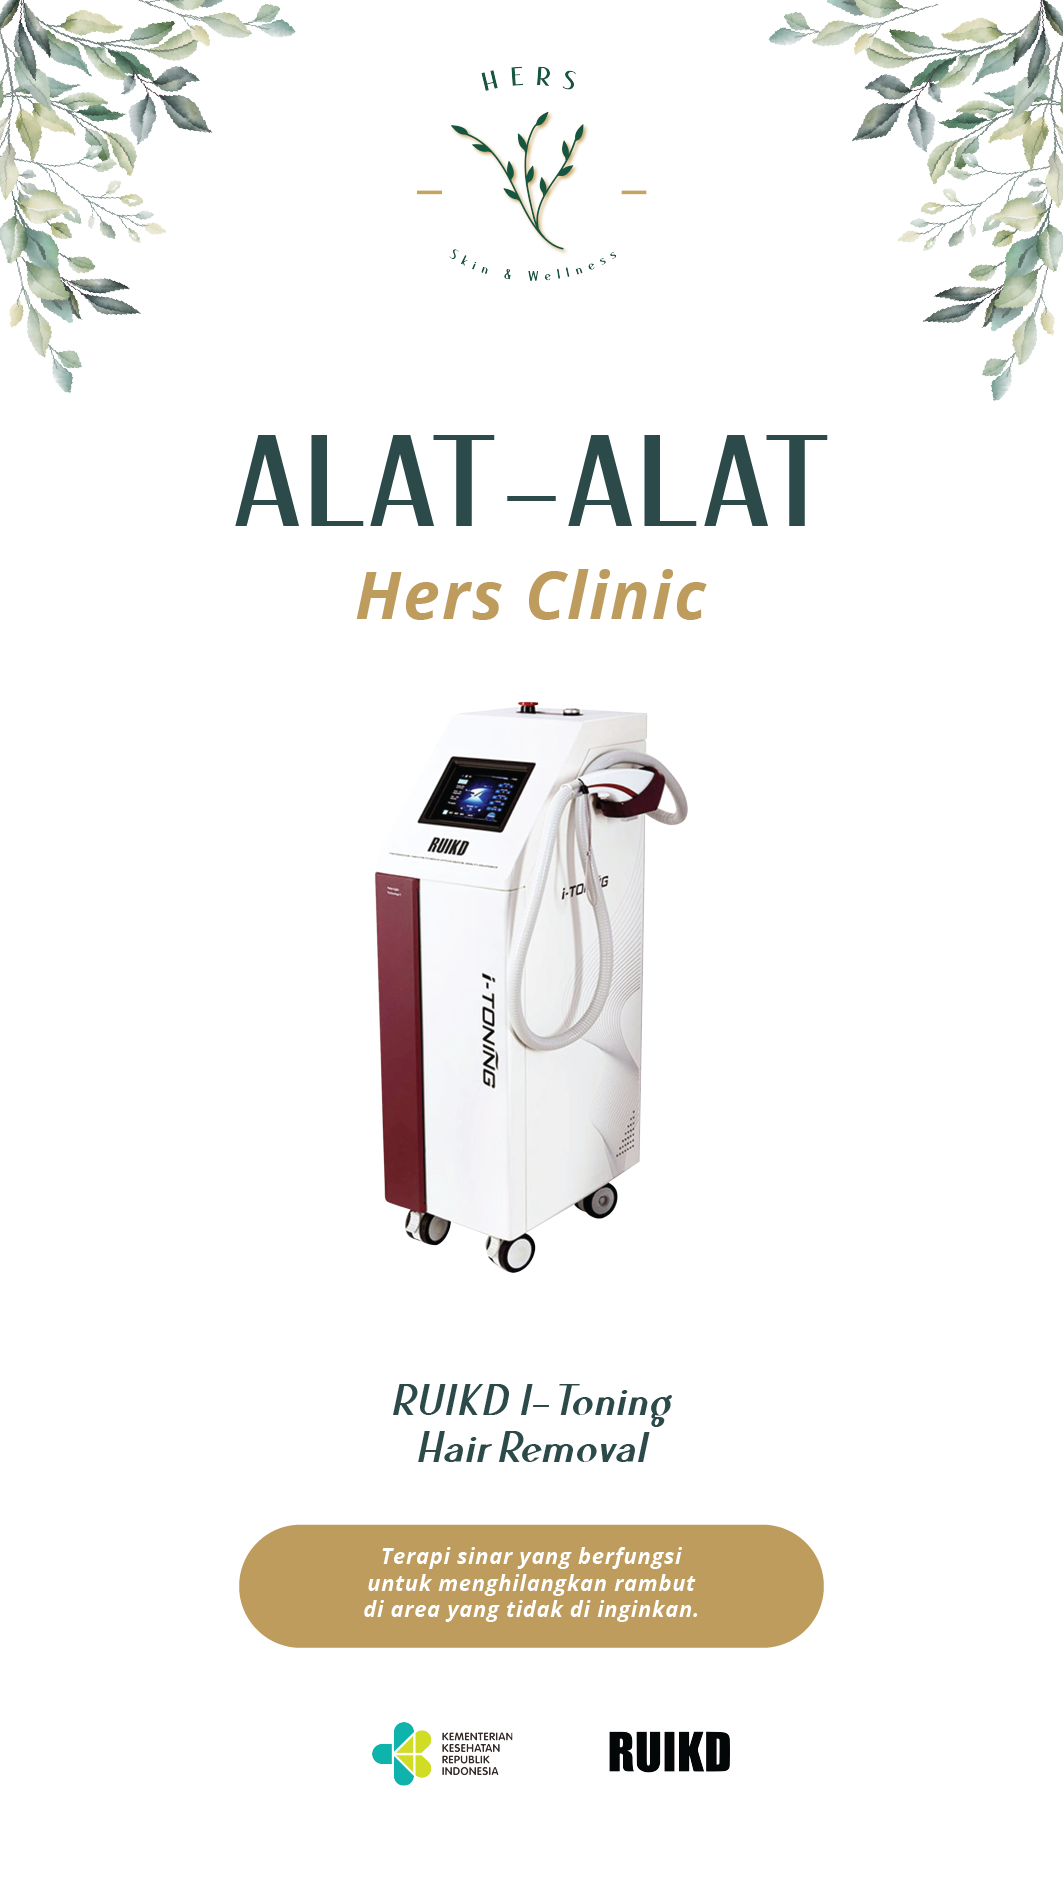 HERS
Skin & Wellness
ALAT-ALAT
Hers Clinic
RUIKD
i-TONING
i-TONING
RUIKD I-Toning
Hair Removal
Terapi sinar yang berfungsi
untuk menghilangkan rambut
di area yang tidak di inginkan.
KEMENTERIAN
KESEHATAN
REPUBLIK
INDONESIA
RUIKD